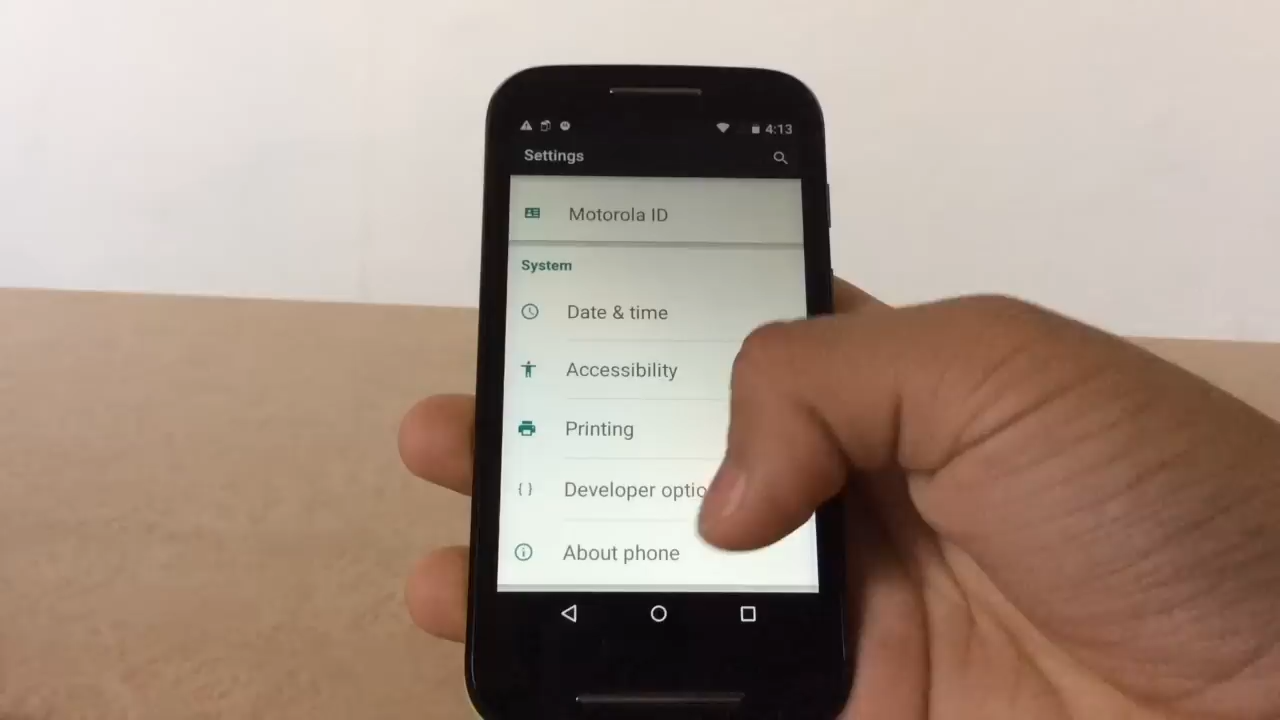 4:13
Settings
Motorola ID
System
Date & time
Accessibility
Printing
Developer optio
About phone